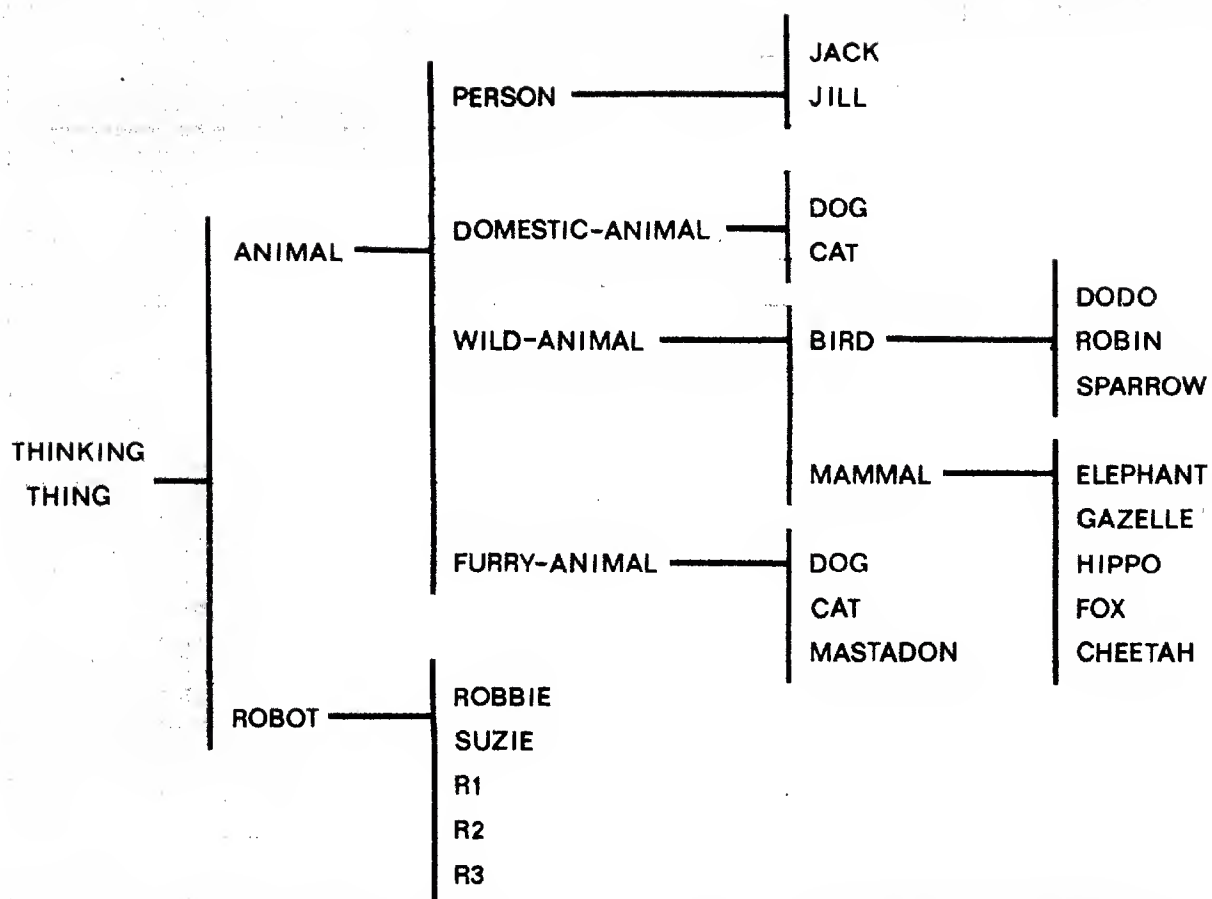 THINKING
THING
ANIMAL
PERSON
JACK
JILL
DOMESTIC-ANIMAL
DOG
CAT
WILD-ANIMAL
BIRD
DODO
ROBIN
SPARROW
MAMMAL
ELEPHANT
GAZELLE
HIPPO
FOX
CHEETAH
FURRY-ANIMAL
DOG
CAT
MASTADON
ROBOT
ROBBIE
SUZIE
R1
R2
R3